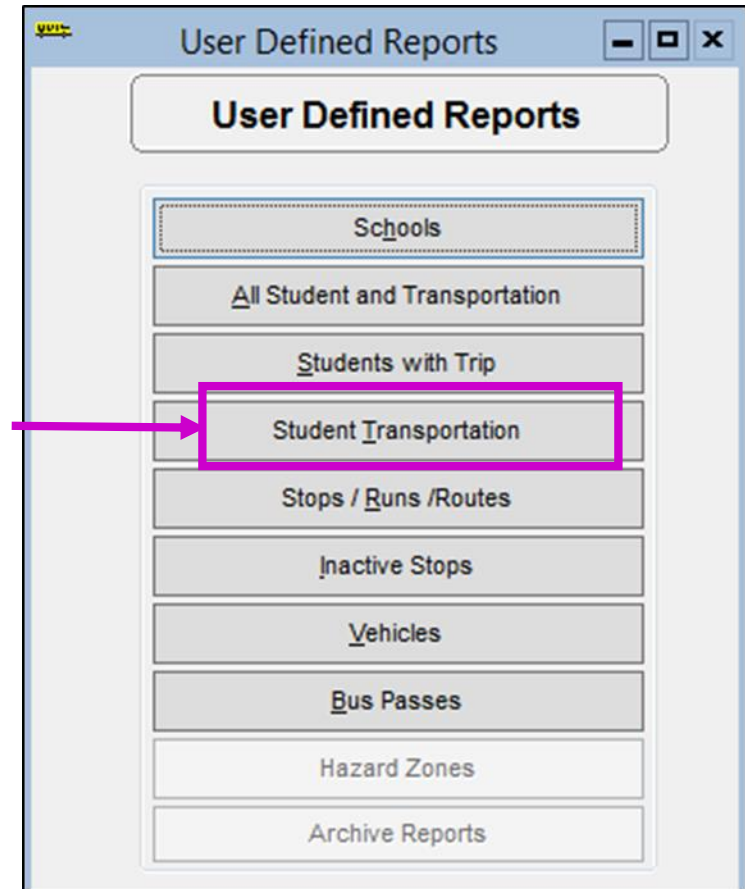 User Defined Reports
User Defined Reports
Schools
All Student and Transportation
Students with Trip
Student Transportation
Stops / Runs /Routes
Inactive Stops
Vehicles
Bus Passes
Hazard Zones
Archive Reports